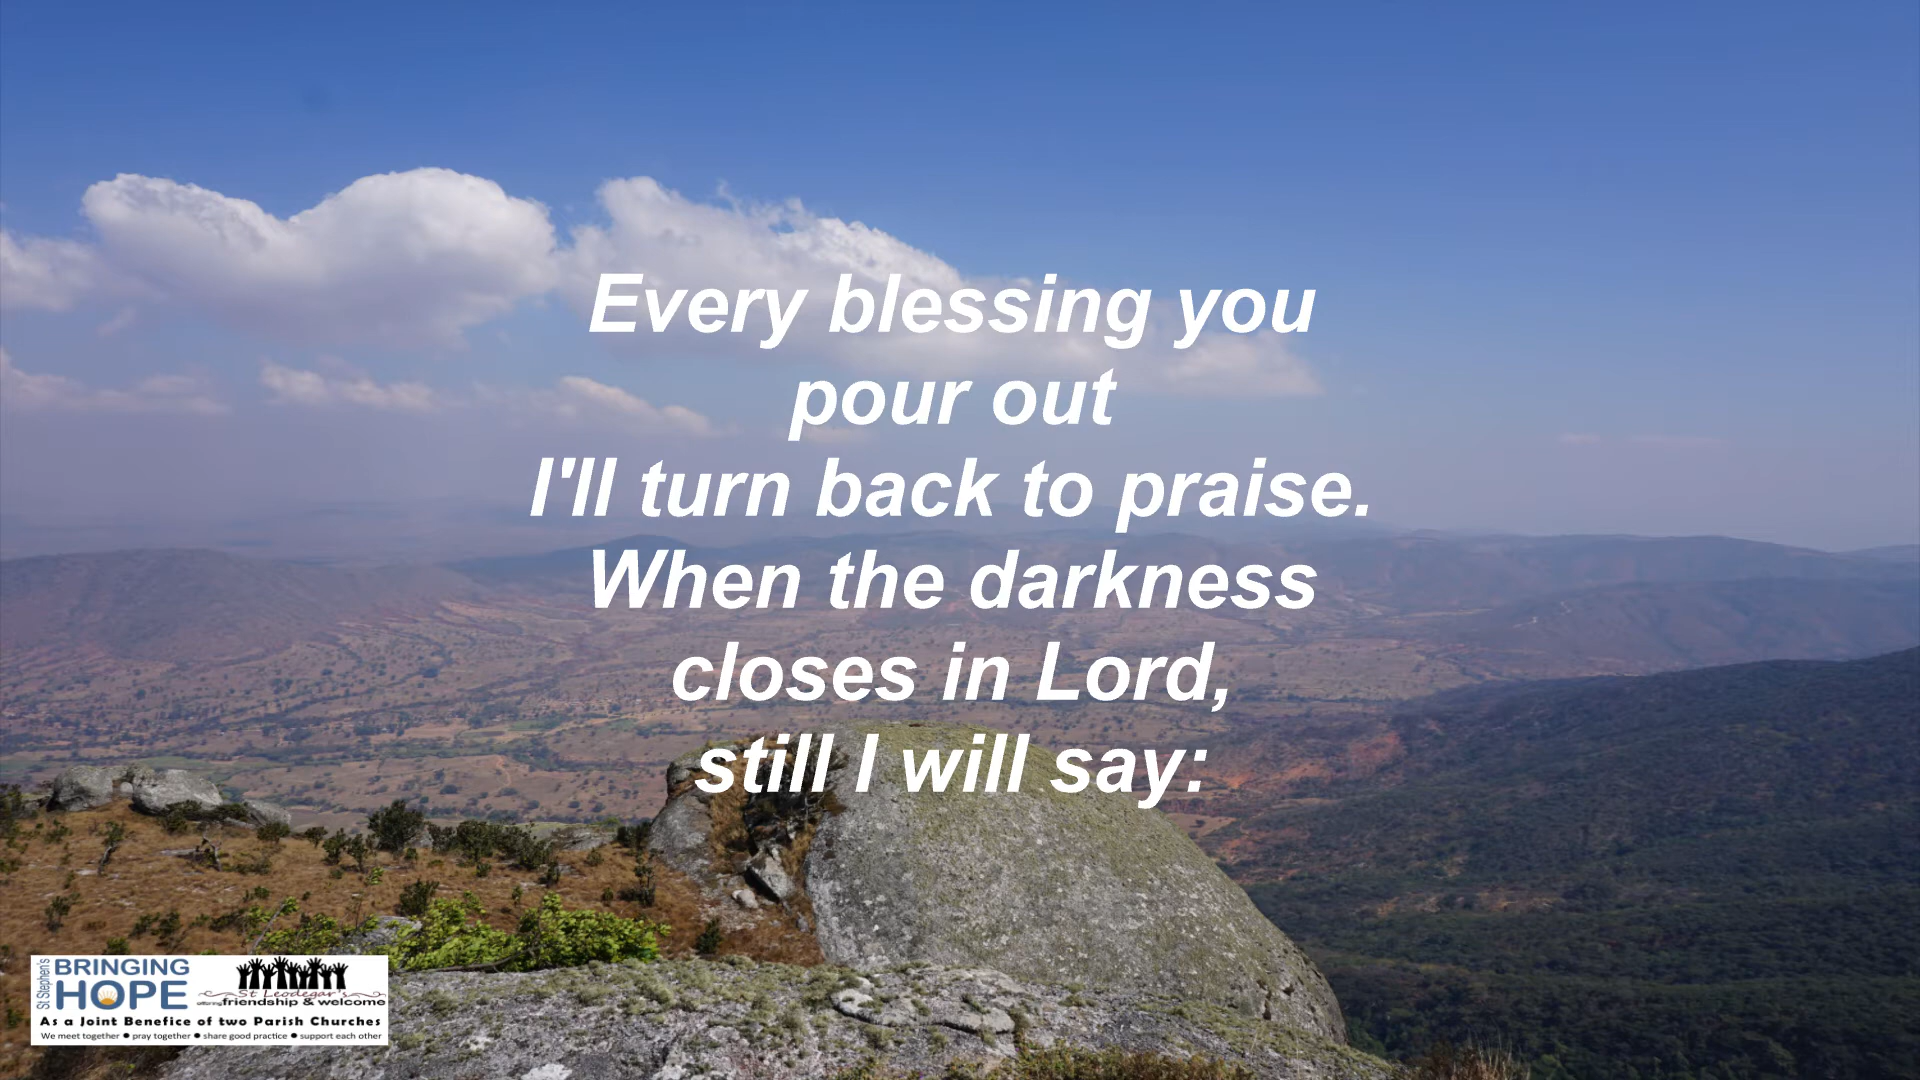 Every blessing you
pour out
I'll turn back to praise.
When the darkness
closes in Lord,
still I will say:
St Stephen's
BRINGING
HOPE
St Leodegar's
offering friendship & welcome
As a Joint Benefice of two Parish Churches
We meet together ● pray together ● share good practice ● support each other